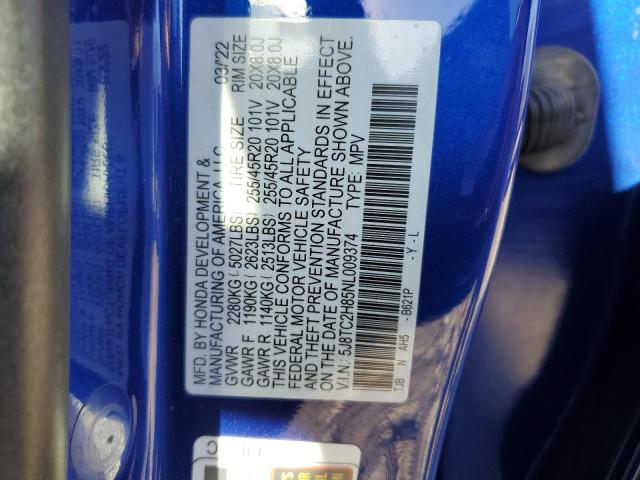 MFD. BY HONDA DEVELOPMENT & 03/22
MANUFACTURING OF AMERICA, LLC
GVWR 2280KG( 5027LBS) TIRE SIZE RIM SIZE
GAWR F 1190KG( 2623LBS) 255/45R20 101V 20X8.0J
GAWR R 1140KG( 2513LBS) 255/45R20 101V 20X8.0J
THIS VEHICLE CONFORMS TO ALL APPLICABLE
FEDERAL MOTOR VEHICLE SAFETY
AND THEFT PREVENTION STANDARDS IN EFFECT
ON THE DATE OF MANUFACTURE SHOWN ABOVE.
V.I.N.: 5J8TC2H85NL009374 TYPE: MPV
TJB N AH5 - B621P - Y - L